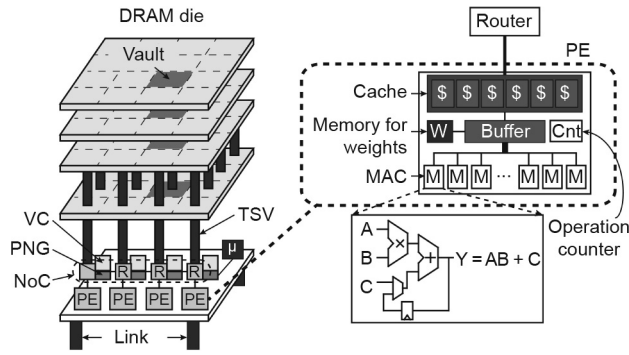 DRAM die
Vault
VC
PNG
NoC
TSV
μ
R R R R
PE PE PE PE
Link
Router
PE
Cache
$ $ $ $ $ $
Memory for
weights
W
Buffer
Cnt
MAC
M M M ... M M M
Operation
counter
A
B
C
×
+
Y = AB + C